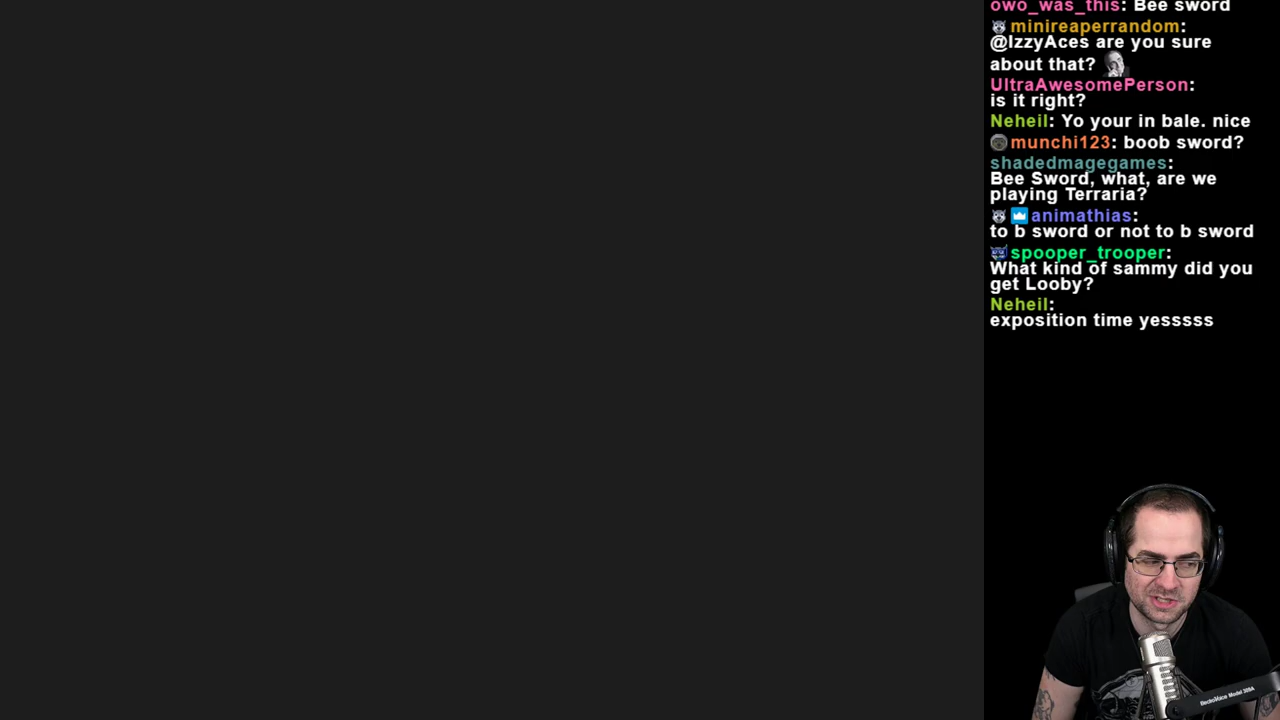 owo_was_this: Bee sword
minireaperrandom:
@IzzyAces are you sure
about that?
UltraAwesomePerson:
is it right?
Neheil: Yo your in bale. nice
munchi123: boob sword?
shadedmagegames:
Bee Sword, what, are we
playing Terraria?
animathias:
to b sword or not to b sword
spooper_trooper:
What kind of sammy did you
get Looby?
Neheil:
exposition time yesssss